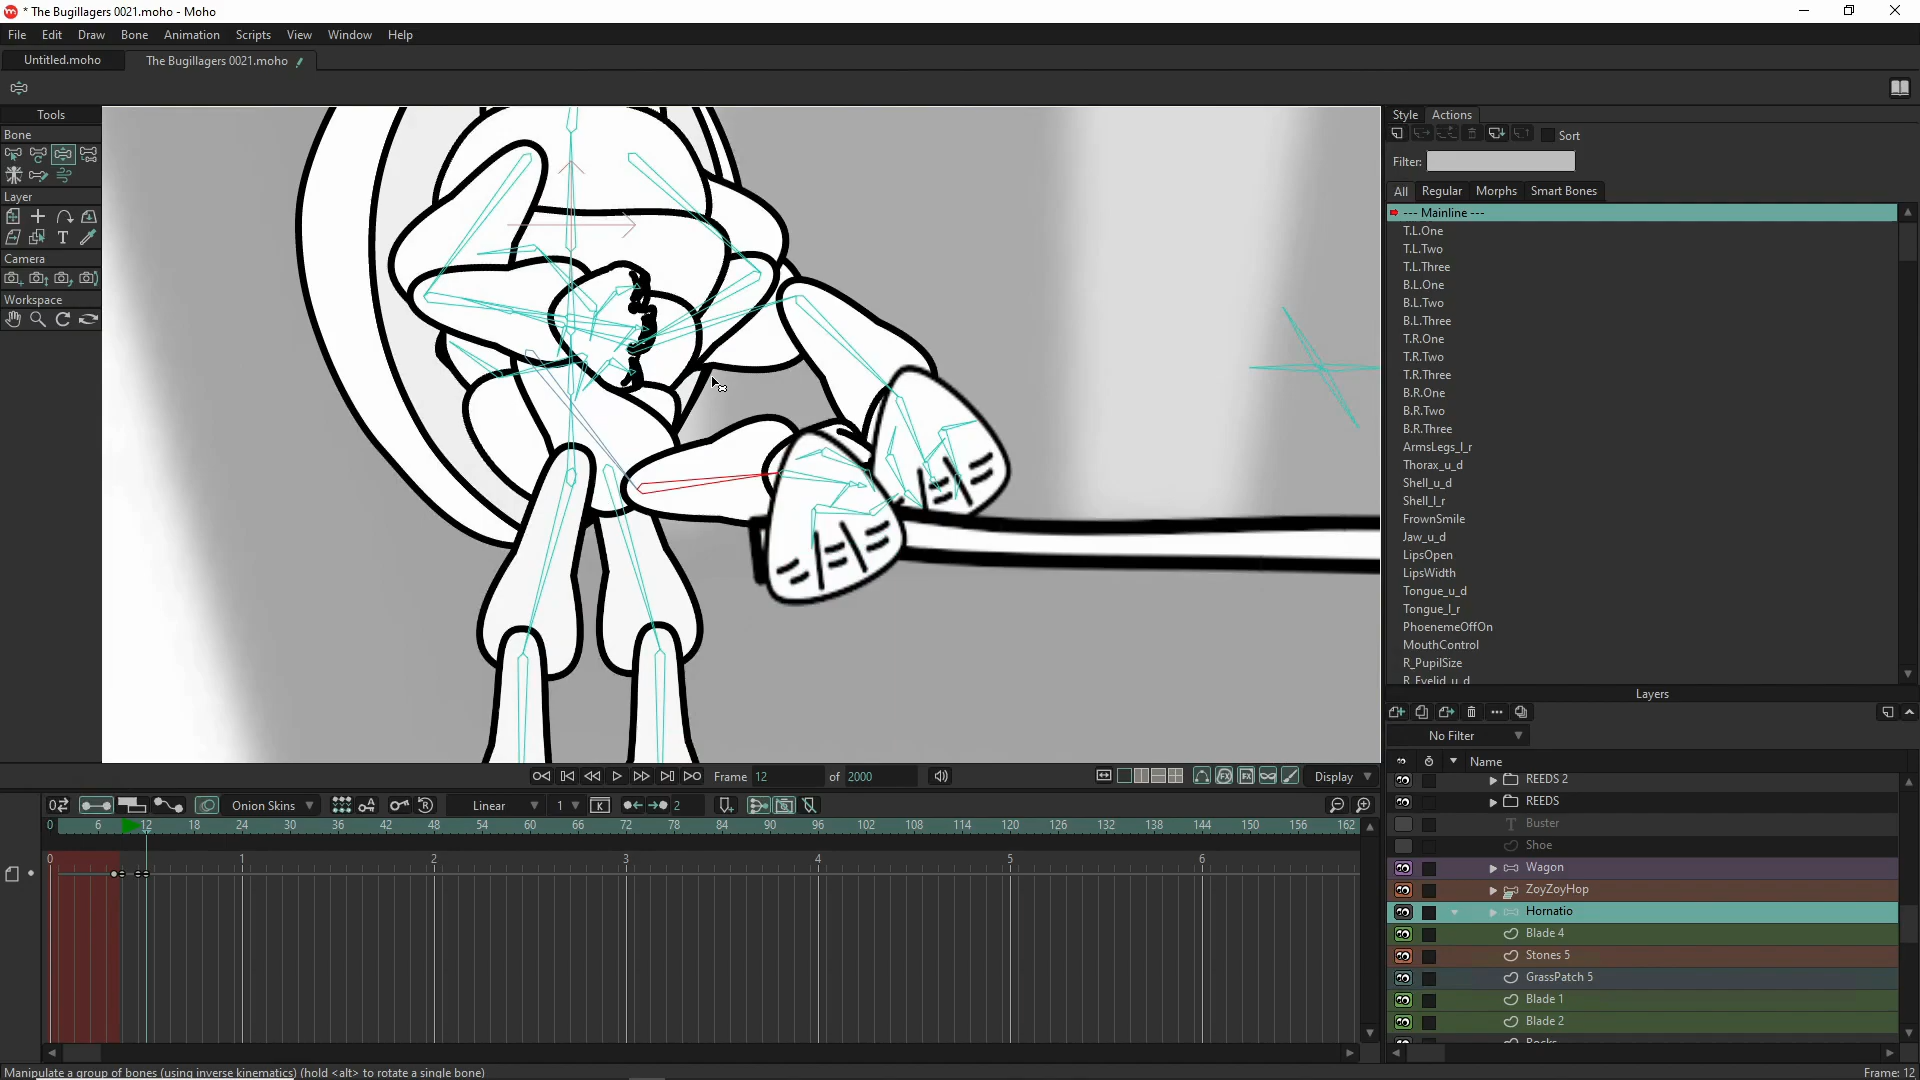 * The Bugillagers 0021.moho - Moho
File Edit Draw Bone Animation Scripts View Window Help
Untitled.moho The Bugillagers 0021.moho
Tools
Bone
Layer
Camera
Workspace
Style Actions
Sort
Filter:
All Regular Morphs Smart Bones
--- Mainline ---
T.L.One
T.L.Two
T.L.Three
B.L.One
B.L.Two
B.L.Three
T.R.One
T.R.Two
T.R.Three
B.R.One
B.R.Two
B.R.Three
ArmsLegs_l_r
Thorax_u_d
Shell_u_d
Shell_l_r
FrownSmile
Jaw_u_d
LipsOpen
LipsWidth
Tongue_u_d
Tongue_l_r
PhoenemeOffOn
MouthControl
R_PupilSize
R_Eyelid_u_d
Layers
No Filter
Name
REEDS 2
REEDS
Buster
Shoe
Wagon
ZoyZoyHop
Hornatio
Blade 4
Stones 5
GrassPatch 5
Blade 1
Blade 2
Rocks
Frame 12 of 2000 Display
Onion Skins Linear 1 2
0 6 12 18 24 30 36 42 48 54 60 66 72 78 84 90 96 102 108 114 120 126 132 138 144 150 156 162
0 1 2 3 4 5 6
Manipulate a group of bones (using inverse kinematics) (hold <alt> to rotate a single bone) Frame: 12